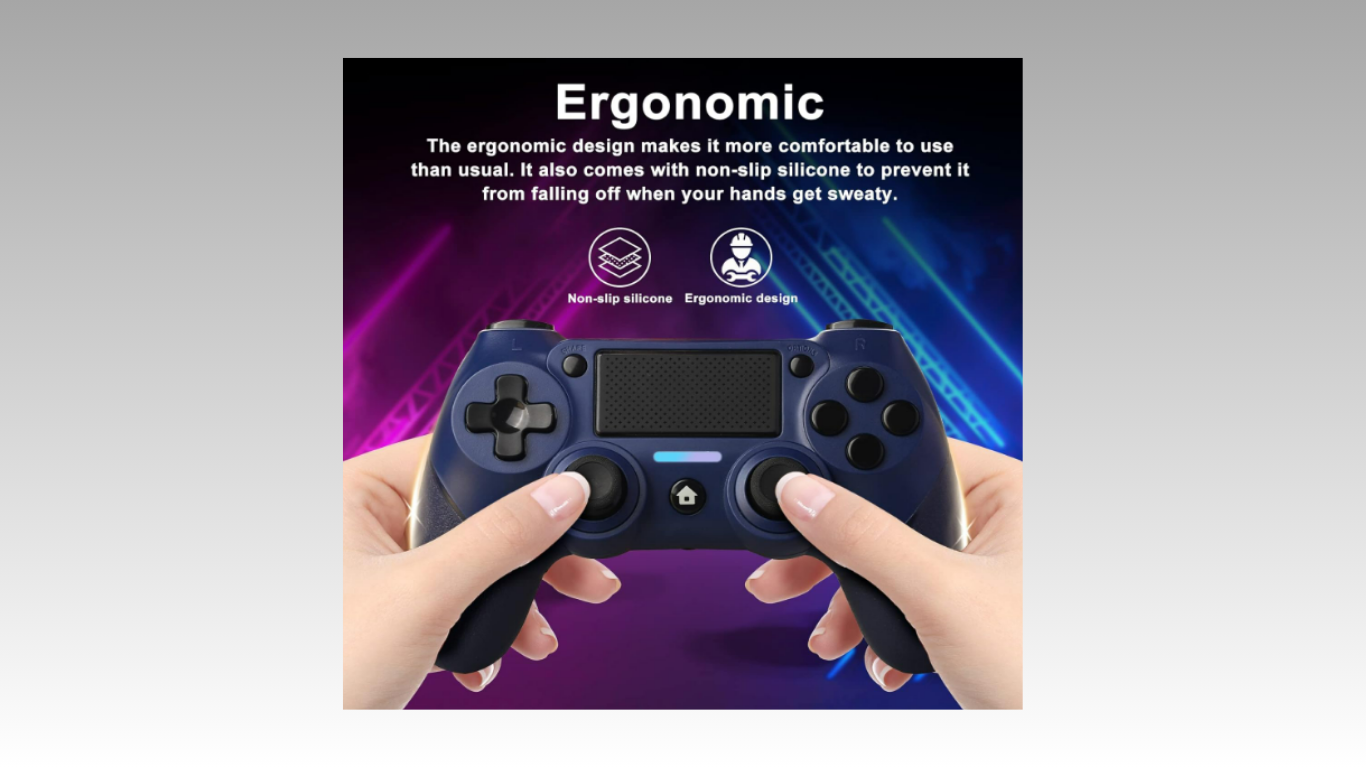 Ergonomic
The ergonomic design makes it more comfortable to use
than usual. It also comes with non-slip silicone to prevent it
from falling off when your hands get sweaty.
Non-slip silicone Ergonomic design
L
R
OPTIONS